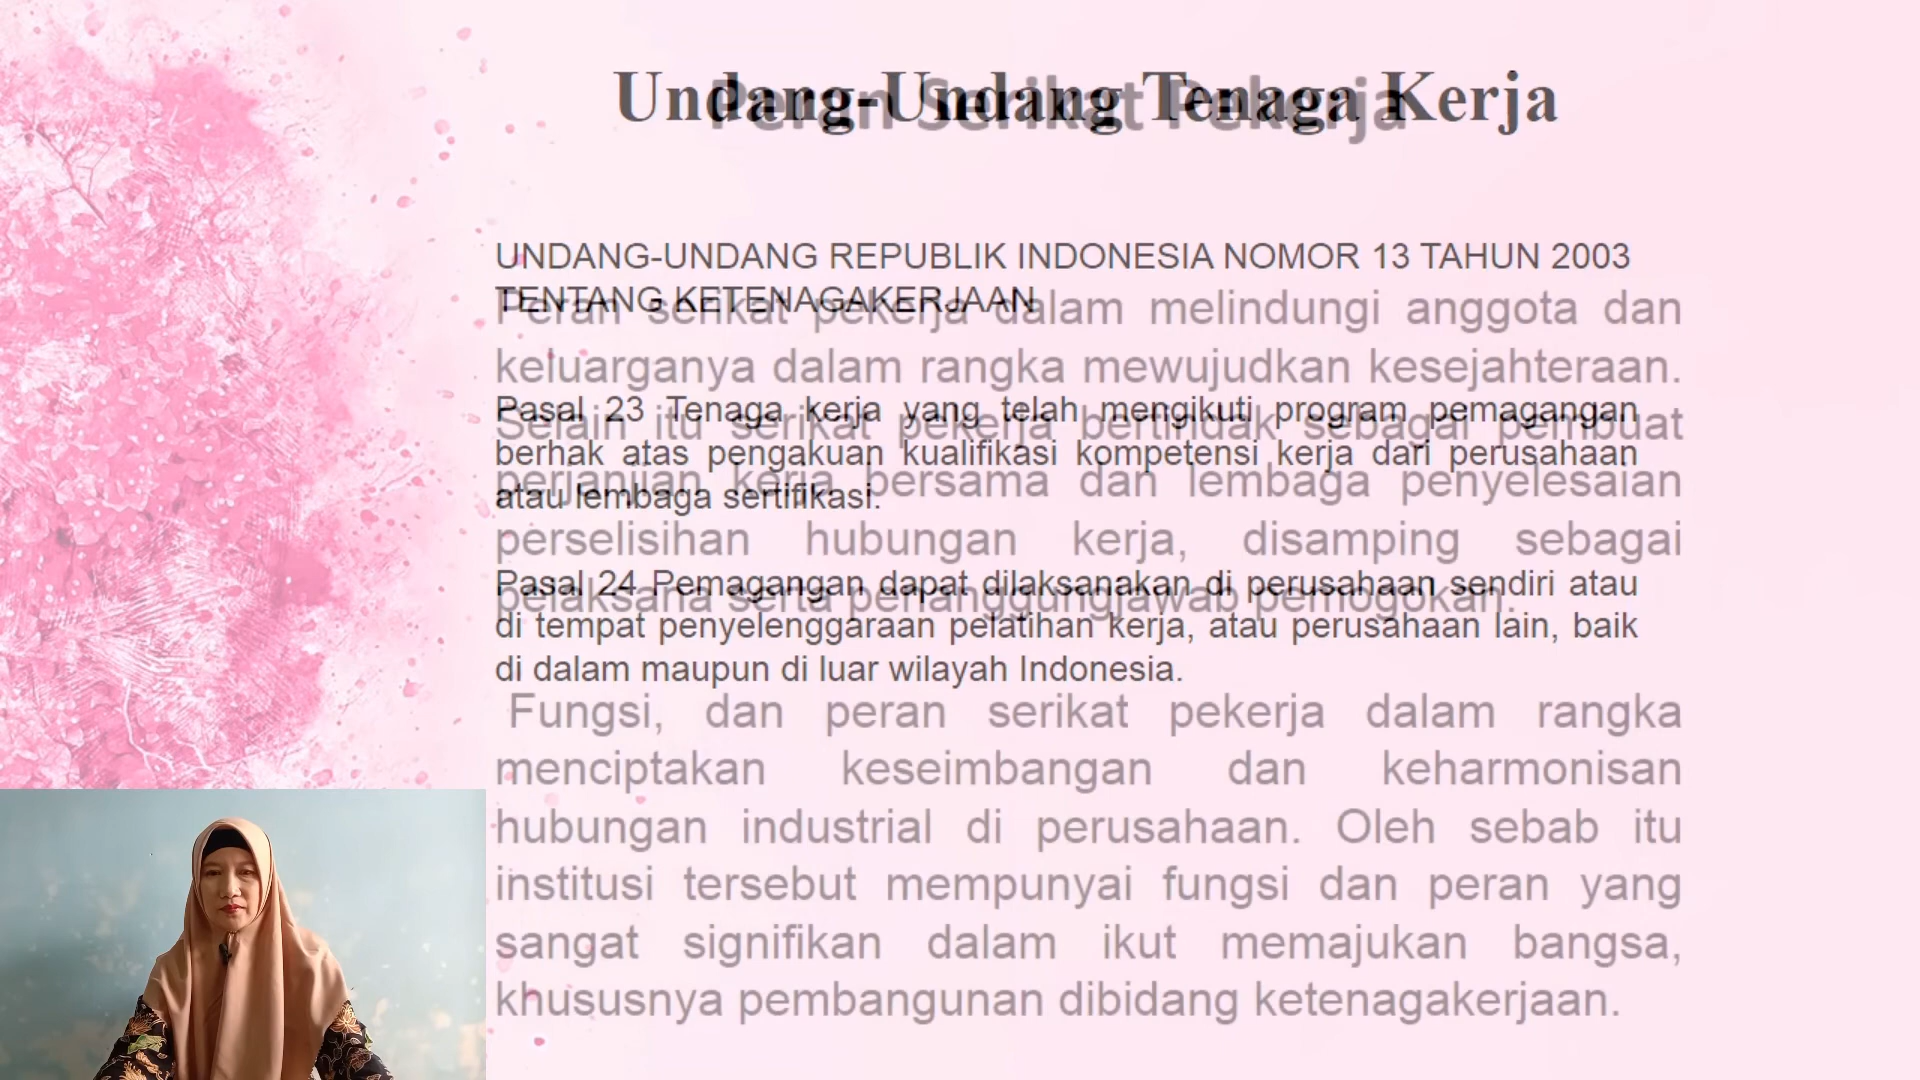 Undang-Undang Tenaga Kerja
Peran Serikat Pekerja
UNDANG-UNDANG REPUBLIK INDONESIA NOMOR 13 TAHUN 2003
TENTANG KETENAGAKERJAAN
Pasal 23 Tenaga kerja yang telah mengikuti program pemagangan
berhak atas pengakuan kualifikasi kompetensi kerja dari perusahaan
atau lembaga sertifikasi.
Pasal 24 Pemagangan dapat dilaksanakan di perusahaan sendiri atau
di tempat penyelenggaraan pelatihan kerja, atau perusahaan lain, baik
di dalam maupun di luar wilayah Indonesia.
Peran serikat pekerja dalam melindungi anggota dan
keluarganya dalam rangka mewujudkan kesejahteraan.
Selain itu serikat pekerja bertindak sebagai pembuat
perjanjian kerja bersama dan lembaga penyelesaian
perselisihan hubungan kerja, disamping sebagai
pelaksana serta pertanggungjawab pemogokan.
Fungsi, dan peran serikat pekerja dalam rangka
menciptakan keseimbangan dan keharmonisan
hubungan industrial di perusahaan. Oleh sebab itu
institusi tersebut mempunyai fungsi dan peran yang
sangat signifikan dalam ikut memajukan bangsa,
khususnya pembangunan dibidang ketenagakerjaan.